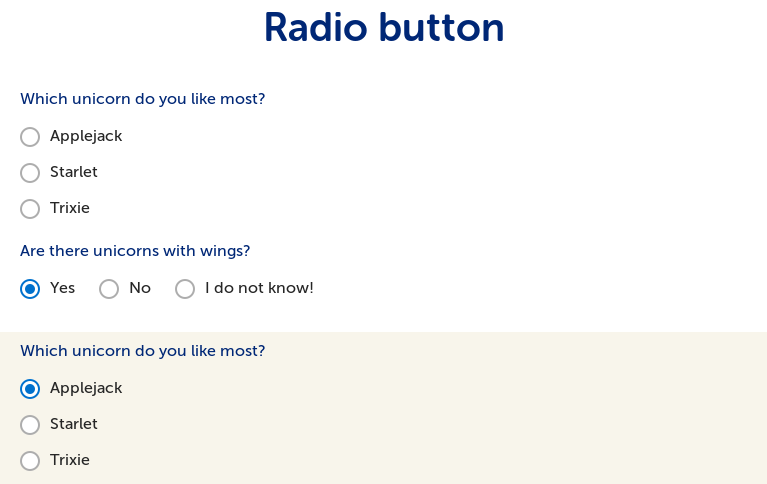 Radio button
Which unicorn do you like most?
Applejack
Starlet
Trixie
Are there unicorns with wings?
Yes No I do not know!
Which unicorn do you like most?
Applejack
Starlet
Trixie